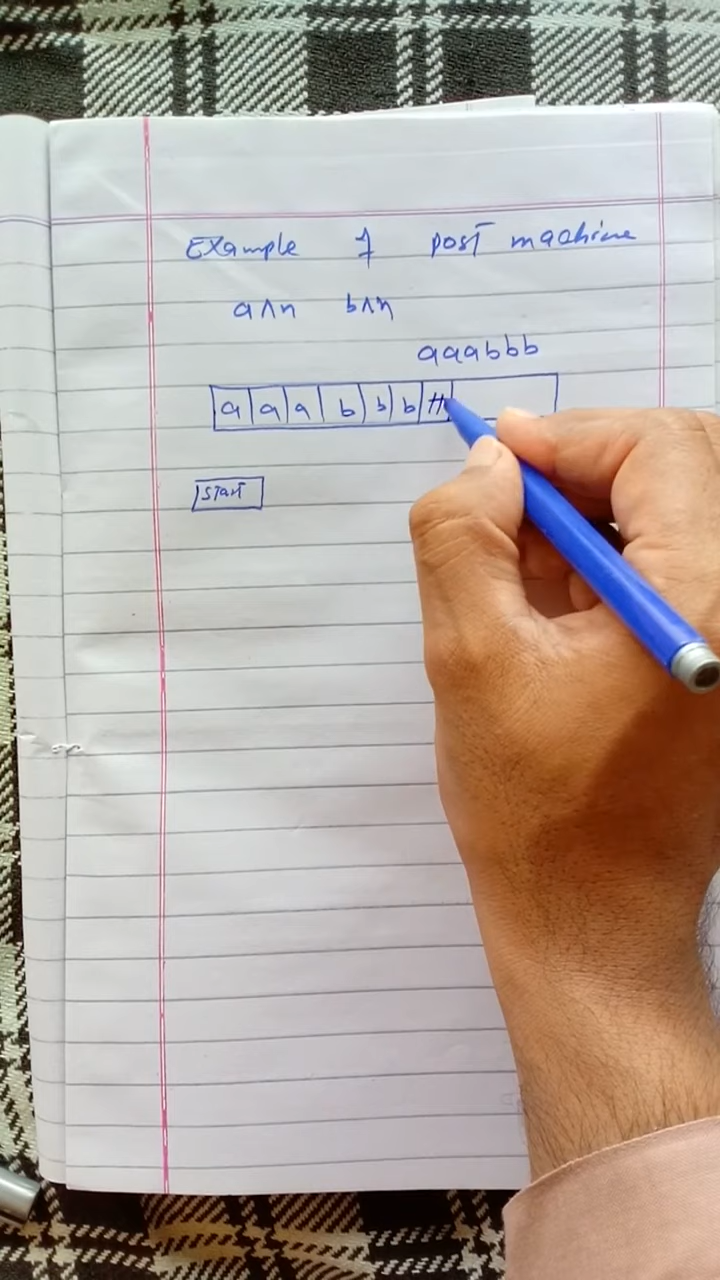 Example of post machine
a^n b^n
aaabbb
a a a b b b #
start